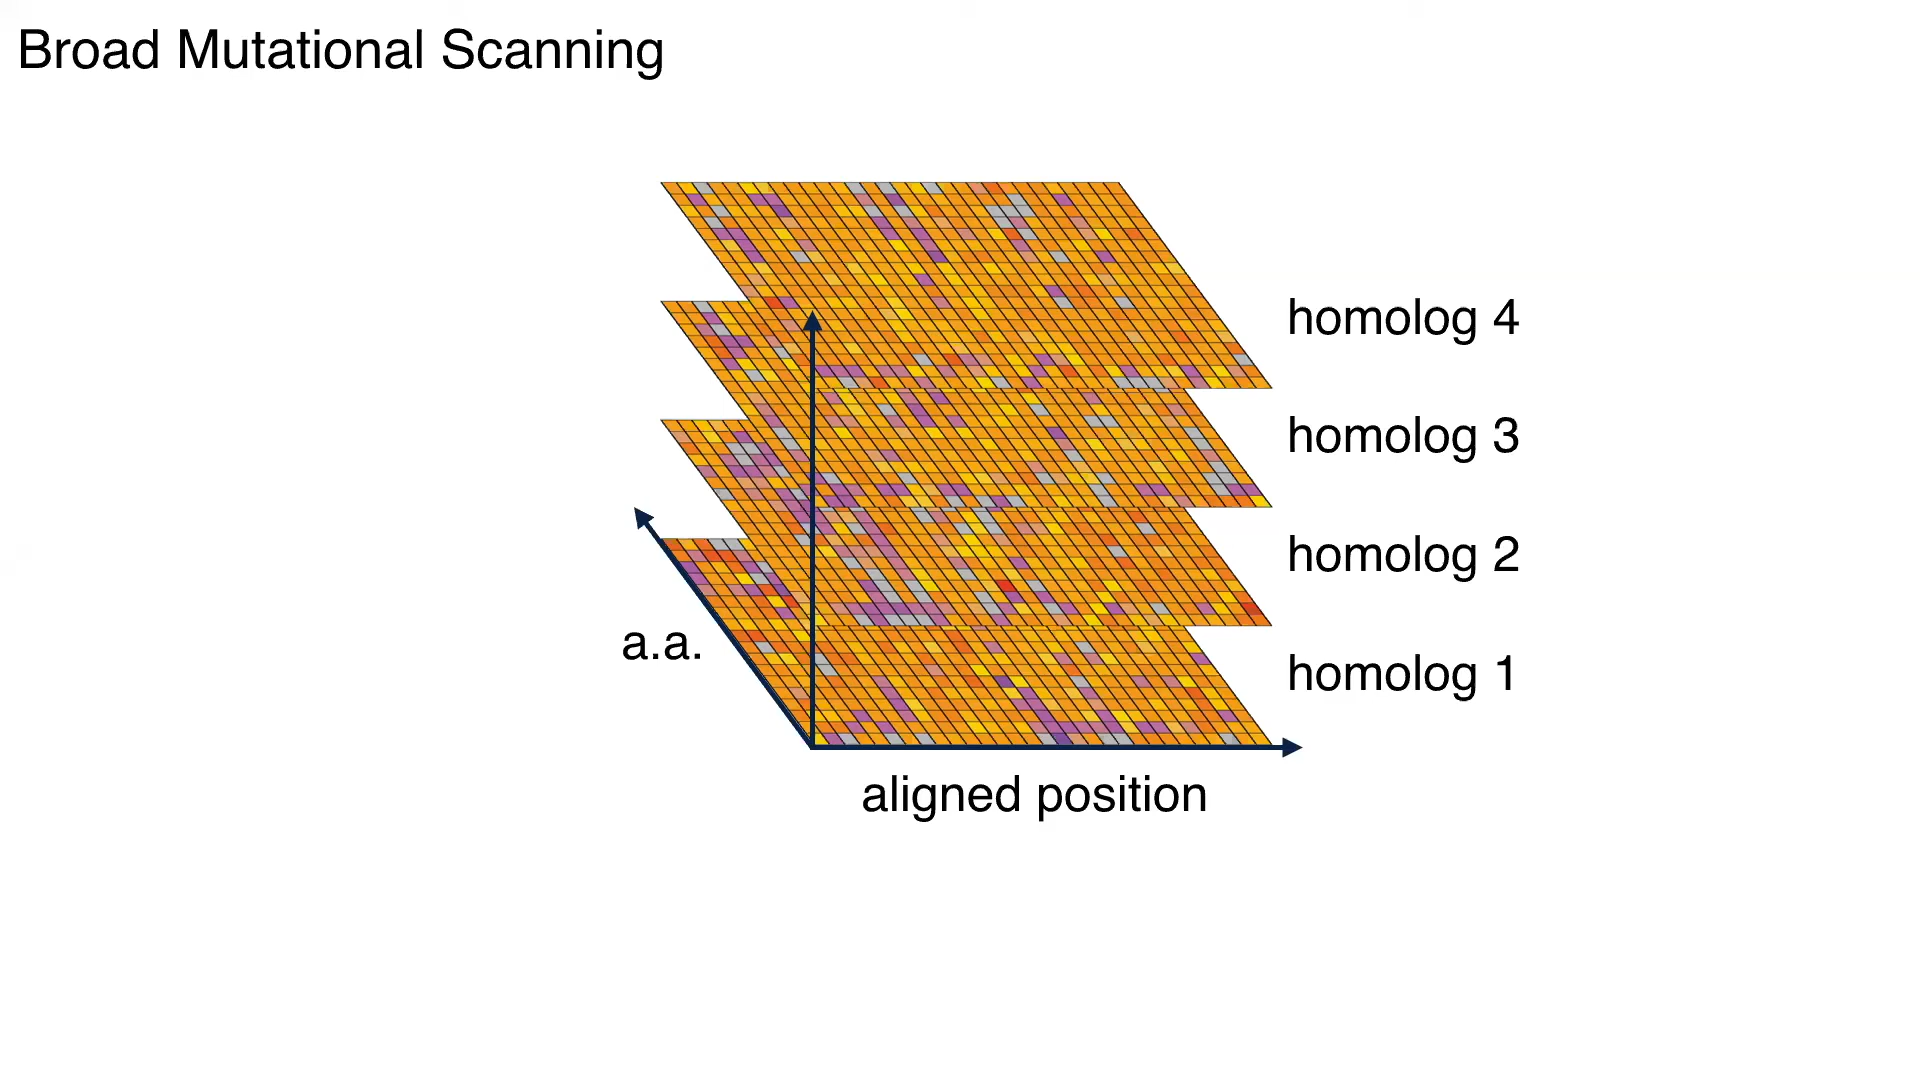 Broad Mutational Scanning
homolog 4
homolog 3
homolog 2
a.a.
homolog 1
aligned position